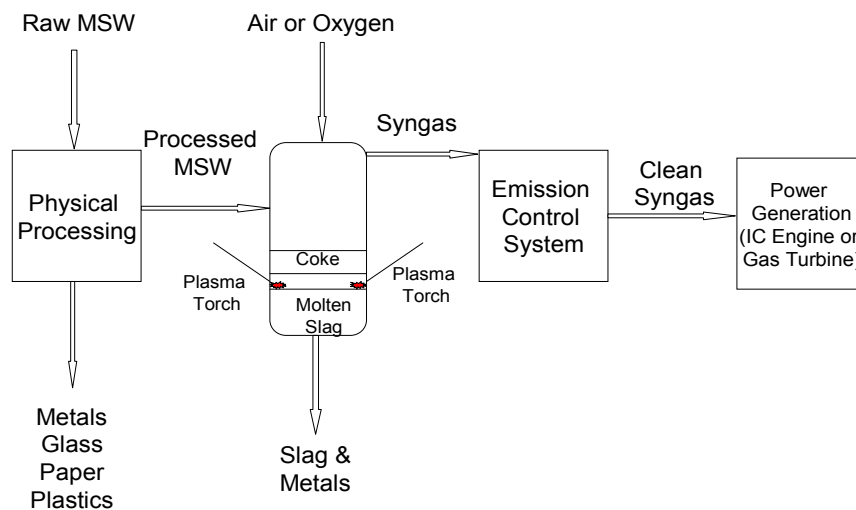 Raw MSW
Air or Oxygen
Processed
MSW
Syngas
Clean
Syngas
Physical
Processing
Emission
Control
System
Power
Generation
(IC Engine or
Gas Turbine)
Coke
Plasma
Torch
Plasma
Torch
Molten
Slag
Metals
Glass
Paper
Plastics
Slag &
Metals